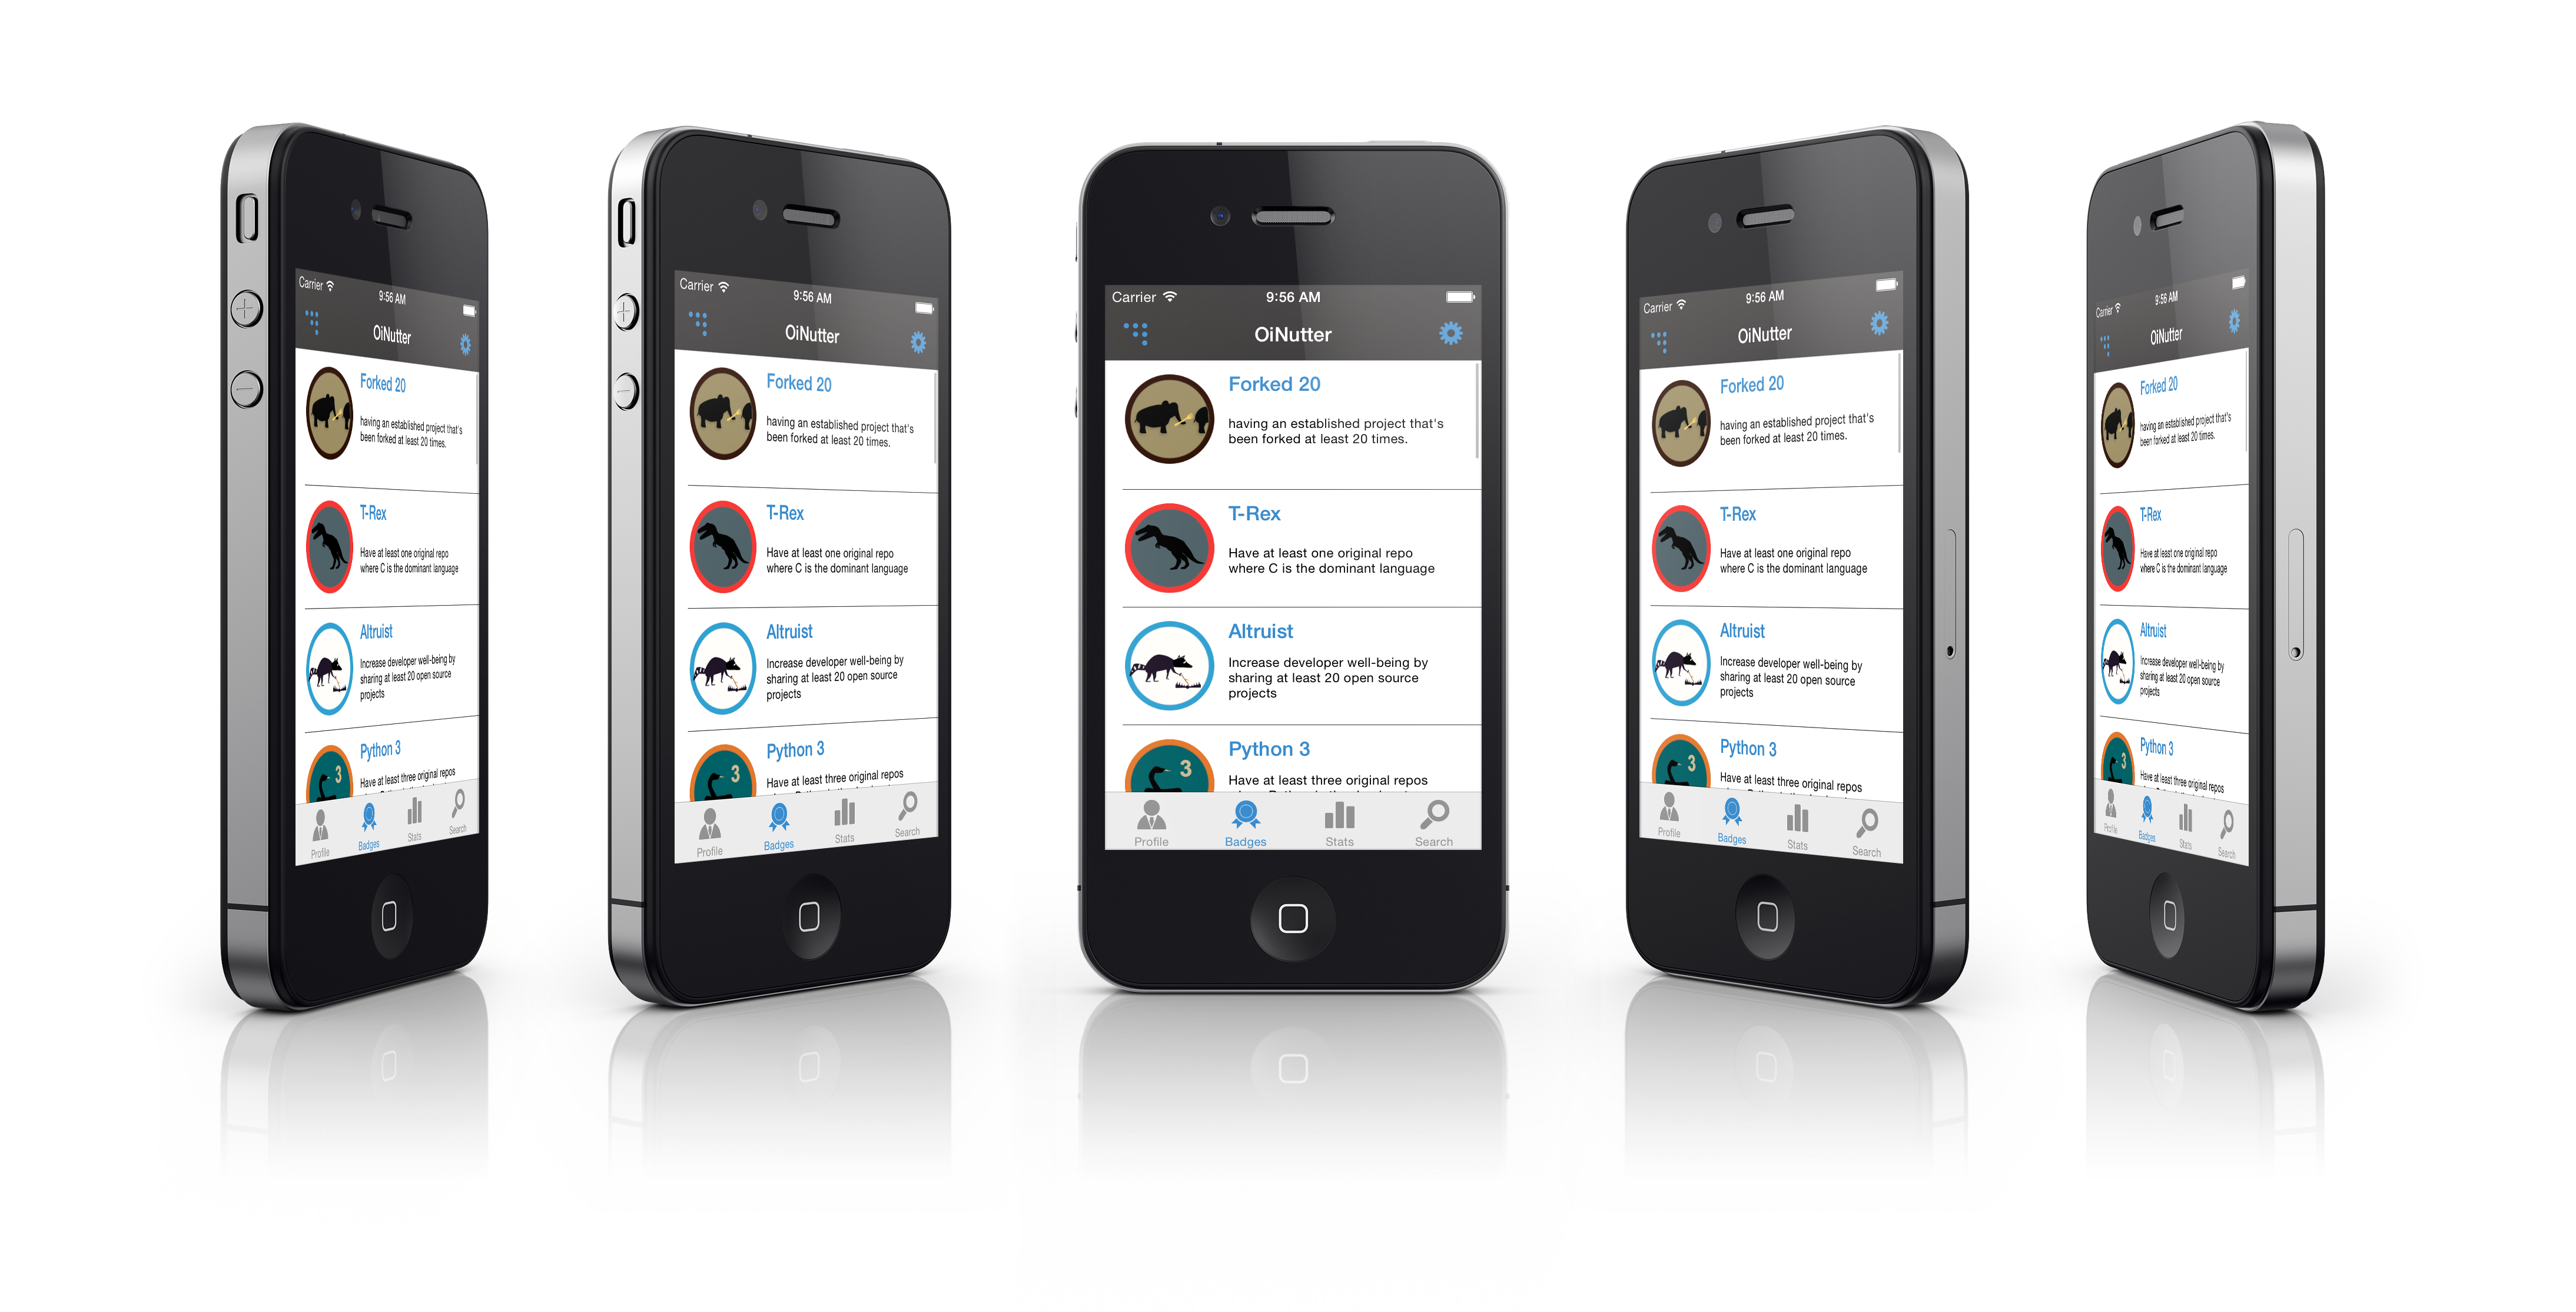 Carrier
9:56 AM
OiNutter
Forked 20
having an established project that's
been forked at least 20 times.
T-Rex
Have at least one original repo
where C is the dominant language
Altruist
Increase developer well-being by
sharing at least 20 open source
projects
Python 3
3
Have at least three original repos
Profile
Badges
Stats
Search
Carrier
9:56 AM
OiNutter
Forked 20
having an established project that's
been forked at least 20 times.
T-Rex
Have at least one original repo
where C is the dominant language
Altruist
Increase developer well-being by
sharing at least 20 open source
projects
Python 3
3
Have at least three original repos
Profile
Badges
Stats
Search
Carrier
9:56 AM
OiNutter
Forked 20
having an established project that's
been forked at least 20 times.
T-Rex
Have at least one original repo
where C is the dominant language
Altruist
Increase developer well-being by
sharing at least 20 open source
projects
Python 3
3
Have at least three original repos
Profile
Badges
Stats
Search
Carrier
9:56 AM
OiNutter
Forked 20
having an established project that's
been forked at least 20 times.
T-Rex
Have at least one original repo
where C is the dominant language
Altruist
Increase developer well-being by
sharing at least 20 open source
projects
Python 3
3
Have at least three original repos
Profile
Badges
Stats
Search
Carrier
9:56 AM
OiNutter
Forked 20
having an established project that's
been forked at least 20 times.
T-Rex
Have at least one original repo
where C is the dominant language
Altruist
Increase developer well-being by
sharing at least 20 open source
projects
Python 3
3
Have at least three original repos
Profile
Badges
Stats
Search